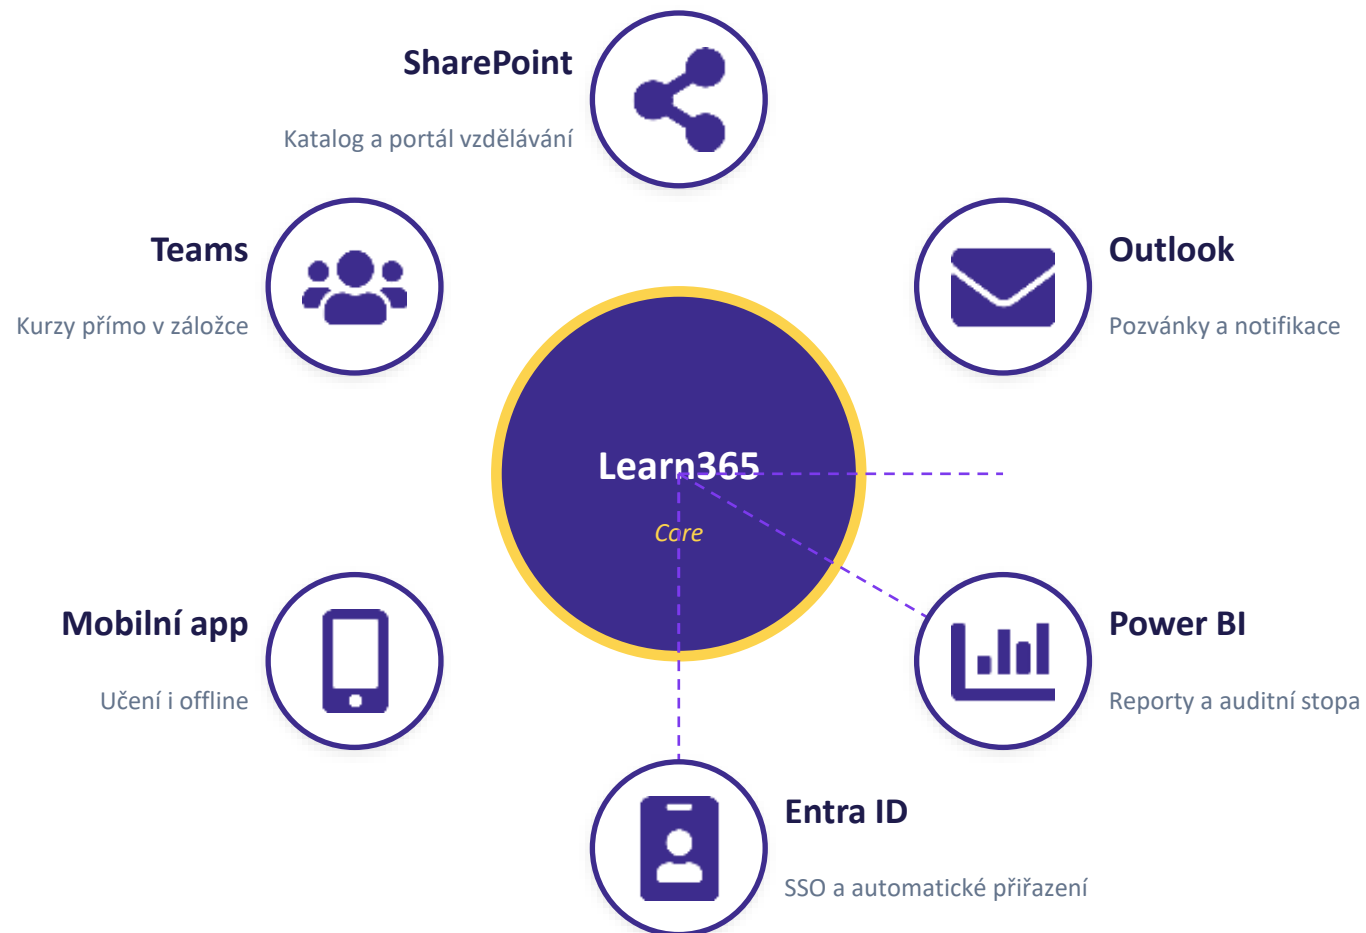 SharePoint
Katalog a portál vzdělávání
Teams
Kurzy přímo v záložce
Outlook
Pozvánky a notifikace
Learn365
Core
Mobilní app
Učení i offline
Power BI
Reporty a auditní stopa
Entra ID
SSO a automatické přiřazení